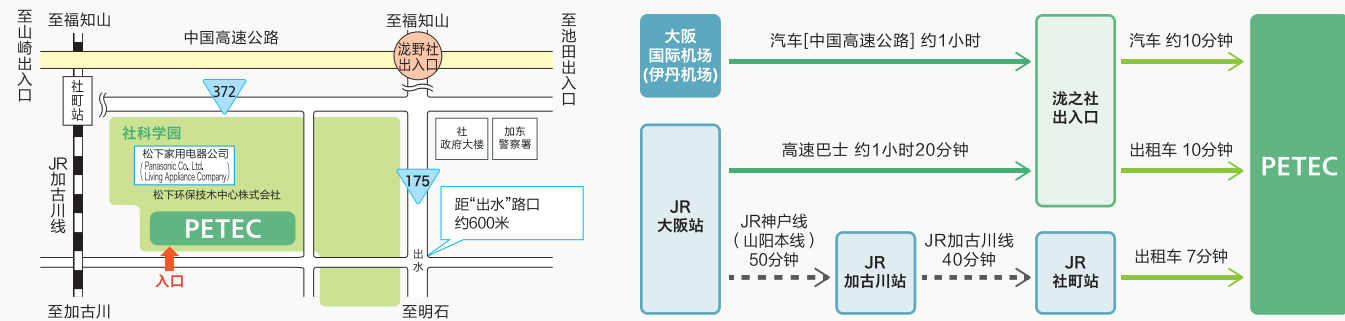 至山崎出入口
至福知山
中国高速公路
至福知山
泷野社
出入口
至池田出入口
社町站
372
社科学园
松下家用电器公司
( Panasonic Co., Ltd.
Living Appliance Company )
松下环保技术中心株式会社
PETEC
入口
JR加古川线
社
政府大楼
加东
警察署
175
距“出水”路口
约600米
出水
至加古川
至明石
大阪
国际机场
(伊丹机场)
汽车[中国高速公路] 约1小时
泷之社
出入口
汽车 约10分钟
高速巴士 约1小时20分钟
出租车 10分钟
PETEC
JR
大阪站
JR神户线
( 山阳本线 )
50分钟
JR
加古川站
JR加古川线
40分钟
JR
社町站
出租车 7分钟